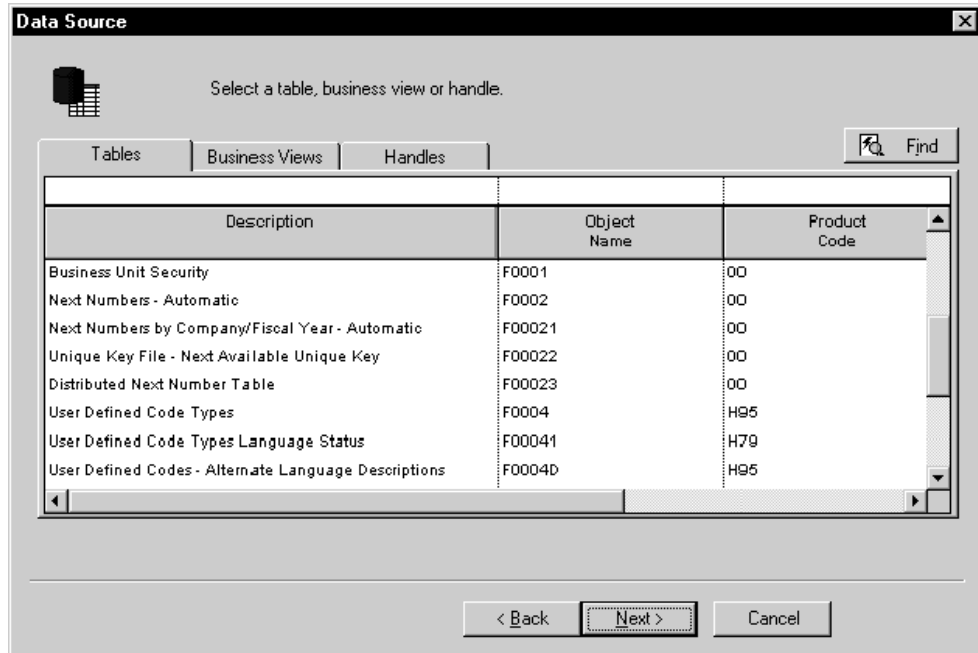 Data Source
Select a table, business view or handle.
Tables Business Views Handles Find
Description Object Name Product Code
Business Unit Security F0001 00
Next Numbers - Automatic F0002 00
Next Numbers by Company/Fiscal Year - Automatic F00021 00
Unique Key File - Next Available Unique Key F00022 00
Distributed Next Number Table F00023 00
User Defined Code Types F0004 H95
User Defined Code Types Language Status F00041 H79
User Defined Codes - Alternate Language Descriptions F0004D H95
< Back Next > Cancel